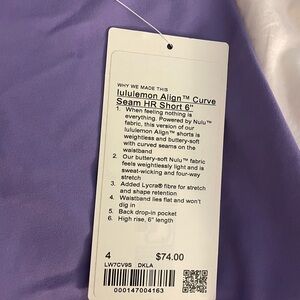 WHY WE MADE THIS
lululemon Align™ Curve
Seam HR Short 6"
1. When feeling nothing is
everything. Powered by Nulu™
fabric, this version of our
lululemon Align™ shorts is
weightless and buttery-soft
with curved seams on the
waistband
2. Our buttery-soft Nulu™ fabric
feels weightlessly light and is
sweat-wicking and four-way
stretch
3. Added Lycra® fibre for stretch
and shape retention
4. Waistband lies flat and won't
dig in
5. Back drop-in pocket
6. High rise, 6" length
4 $74.00
LW7CV9S DKLA
000147004163